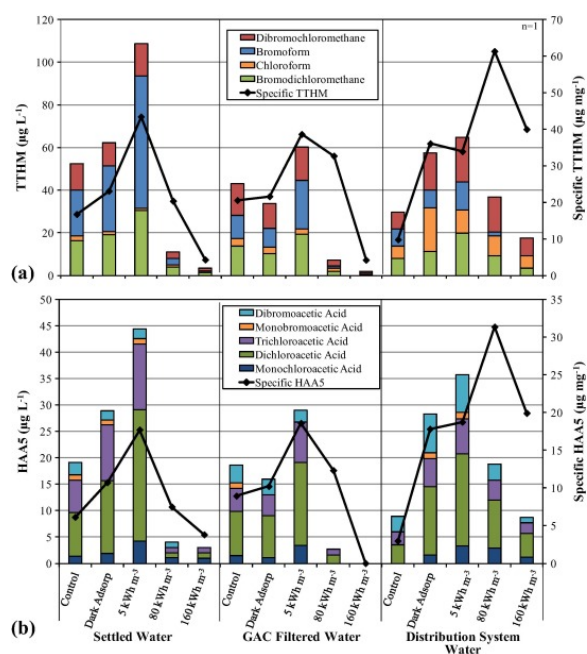 n=1
120
100
80
60
40
20
0
TTHM (µg L⁻¹)
Dibromochloromethane
Bromoform
Chloroform
Bromodichloromethane
Specific TTHM
70
60
50
40
30
20
10
0
Specific TTHM (µg mg⁻¹)
(a)
50
45
40
35
30
25
20
15
10
5
0
HAA5 (µg L⁻¹)
Dibromoacetic Acid
Monobromoacetic Acid
Trichloroacetic Acid
Dichloroacetic Acid
Monochloroacetic Acid
Specific HAA5
35
30
25
20
15
10
5
0
Specific HAA5 (µg mg⁻¹)
(b)
Control
Dark Adsorp
5 kWh m⁻³
80 kWh m⁻³
160 kWh m⁻³
Control
Dark Adsorp
5 kWh m⁻³
80 kWh m⁻³
160 kWh m⁻³
Control
Dark Adsorp
5 kWh m⁻³
80 kWh m⁻³
160 kWh m⁻³
Settled Water
GAC Filtered Water
Distribution System
Water